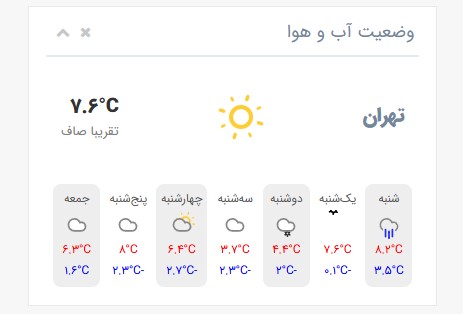 وضعیت آب و هوا
تهران
۷.۶°C
تقریبا صاف
شنبه یک‌شنبه دوشنبه سه‌شنبه چهارشنبه پنج‌شنبه جمعه
۸.۲°C ۷.۶°C ۴.۴°C ۳.۷°C ۶.۴°C ۸°C ۶.۳°C
۳.۵°C -۰.۱°C -۲°C -۲.۳°C -۲.۷°C -۲.۳°C ۱.۶°C